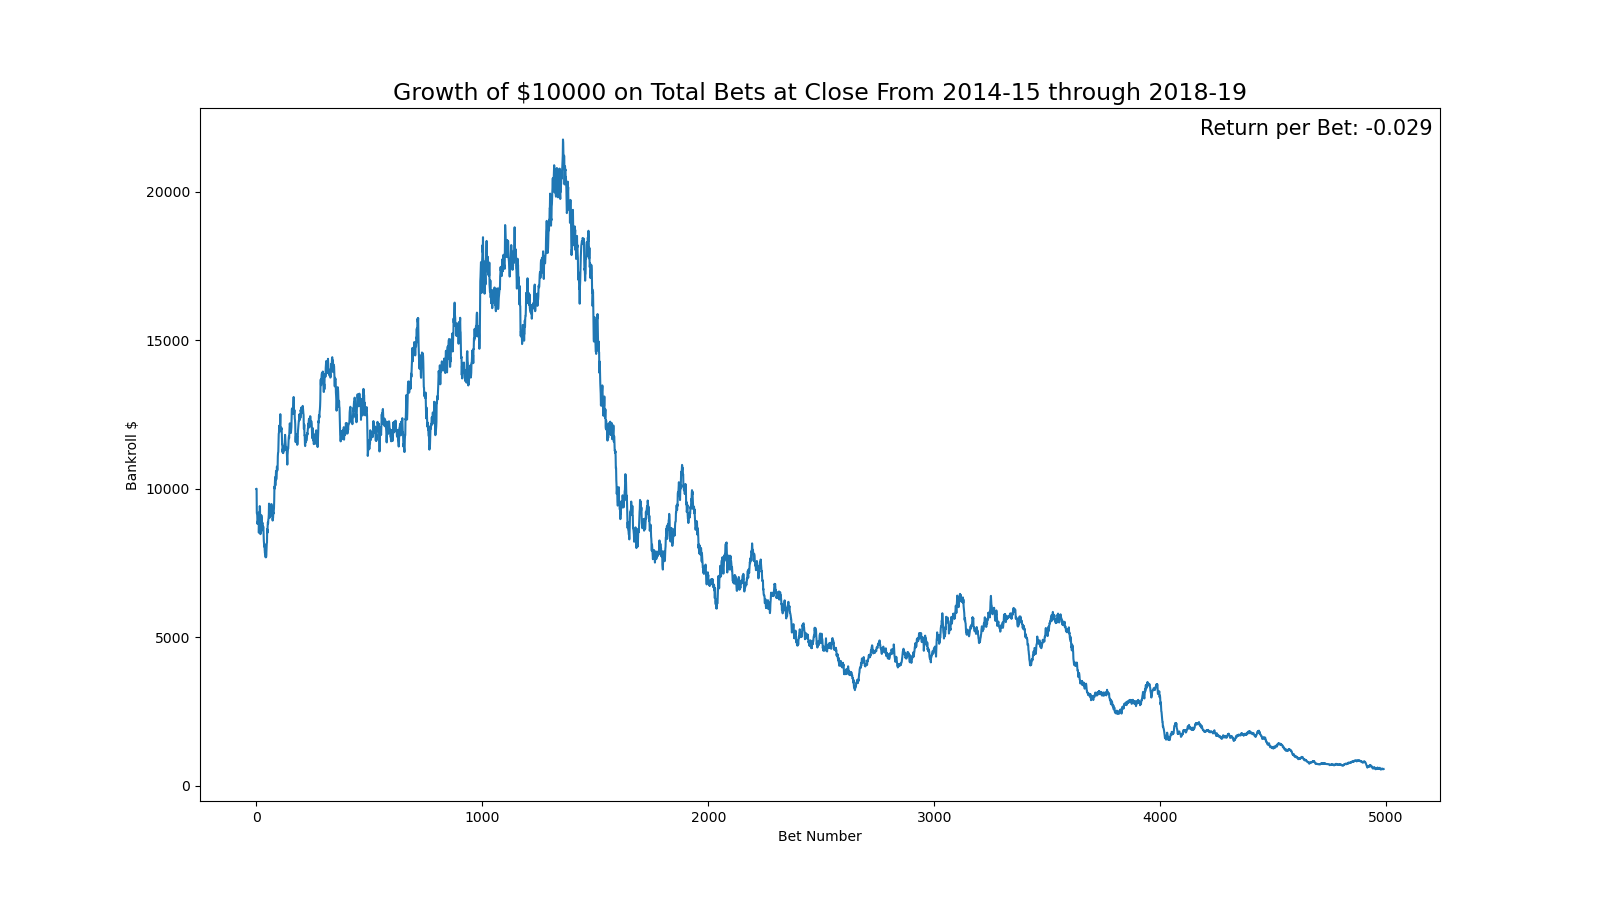 Growth of $10000 on Total Bets at Close From 2014-15 through 2018-19
Return per Bet: -0.029
20000
15000
10000
5000
0
Bankroll $
0 1000 2000 3000 4000 5000
Bet Number